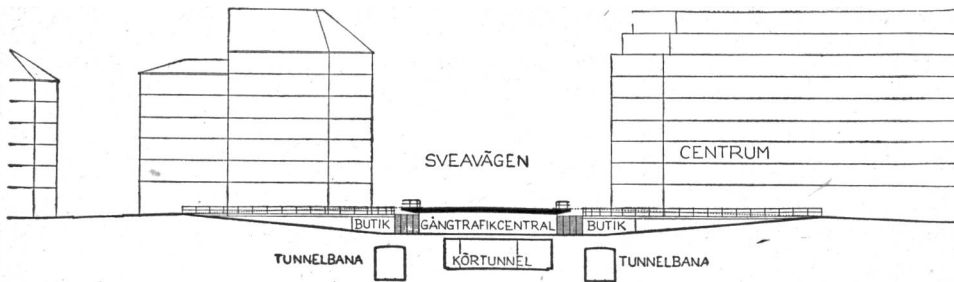 SVEAVÄGEN
CENTRUM
BUTIK
GÅNGTRAFIKCENTRAL
BUTIK
TUNNELBANA
KÖRTUNNEL
TUNNELBANA